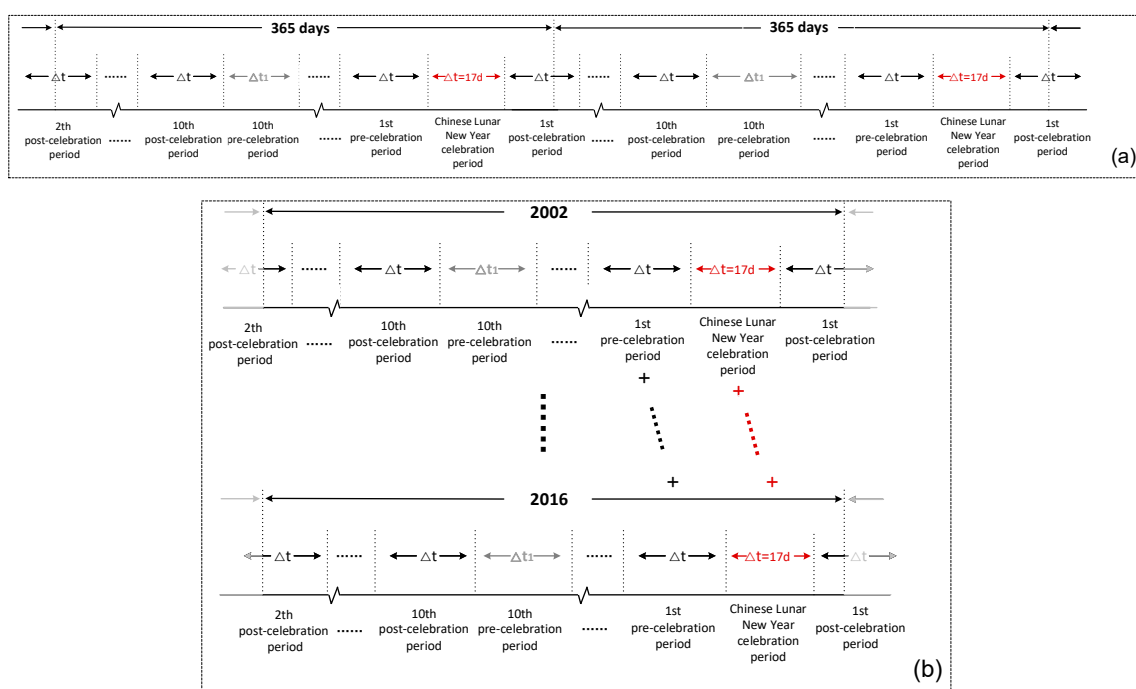 365 days 365 days
△t ...... △t △t1 ...... △t △t=17d △t ...... △t △t1 ...... △t △t=17d △t
2th post-celebration period ...... 10th post-celebration period 10th pre-celebration period ...... 1st pre-celebration period Chinese Lunar New Year celebration period 1st post-celebration period ...... 10th post-celebration period 10th pre-celebration period ...... 1st pre-celebration period Chinese Lunar New Year celebration period 1st post-celebration period
(a)
2002
△t ...... △t △t1 ...... △t △t=17d △t
2th post-celebration period ...... 10th post-celebration period 10th pre-celebration period ...... 1st pre-celebration period Chinese Lunar New Year celebration period 1st post-celebration period
+ +
+ +
2016
△t ...... △t △t1 ...... △t △t=17d △t
2th post-celebration period ...... 10th post-celebration period 10th pre-celebration period ...... 1st pre-celebration period Chinese Lunar New Year celebration period 1st post-celebration period
(b)